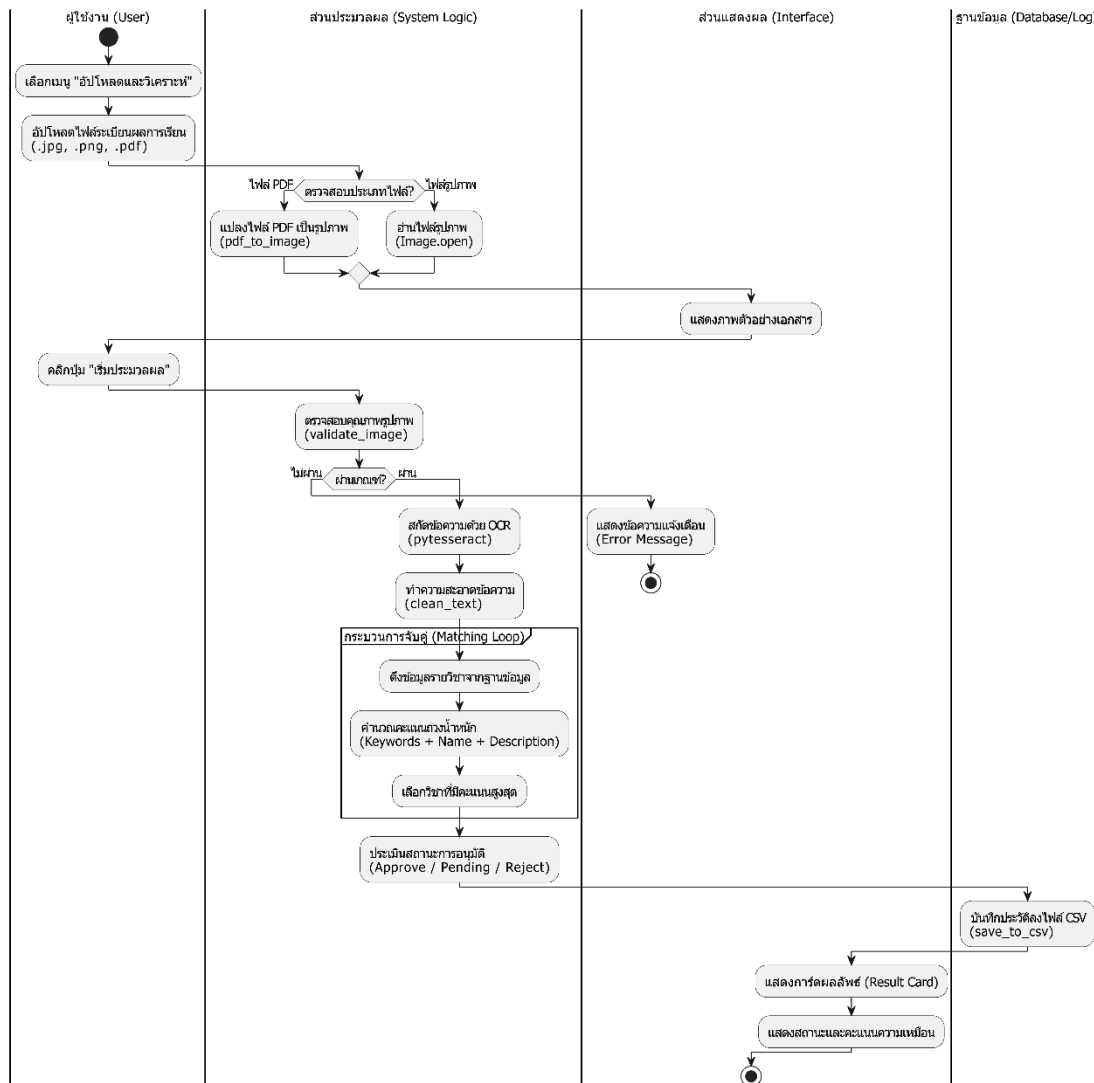 ผู้ใช้งาน (User)
ส่วนประมวลผล (System Logic)
ส่วนแสดงผล (Interface)
ฐานข้อมูล (Database/Log)
เลือกเมนู "อัปโหลดและวิเคราะห์"
อัปโหลดไฟล์ระเบียนผลการเรียน
(.jpg, .png, .pdf)
ไฟล์ PDF
ตรวจสอบประเภทไฟล์?
ไฟล์รูปภาพ
แปลงไฟล์ PDF เป็นรูปภาพ
(pdf_to_image)
อ่านไฟล์รูปภาพ
(Image.open)
แสดงภาพตัวอย่างเอกสาร
คลิกปุ่ม "เริ่มประมวลผล"
ตรวจสอบคุณภาพรูปภาพ
(validate_image)
ไม่ผ่าน
ผ่านเกณฑ์?
ผ่าน
สกัดข้อความด้วย OCR
(pytesseract)
แสดงข้อความแจ้งเตือน
(Error Message)
ทำความสะอาดข้อความ
(clean_text)
กระบวนการจับคู่ (Matching Loop)
ดึงข้อมูลรายวิชาจากฐานข้อมูล
คำนวณคะแนนถ่วงน้ำหนัก
(Keywords + Name + Description)
เลือกวิชาที่มีคะแนนสูงสุด
ประเมินสถานะการอนุมัติ
(Approve / Pending / Reject)
บันทึกประวัติลงไฟล์ CSV
(save_to_csv)
แสดงการ์ดผลลัพธ์ (Result Card)
แสดงสถานะและคะแนนความเหมือน